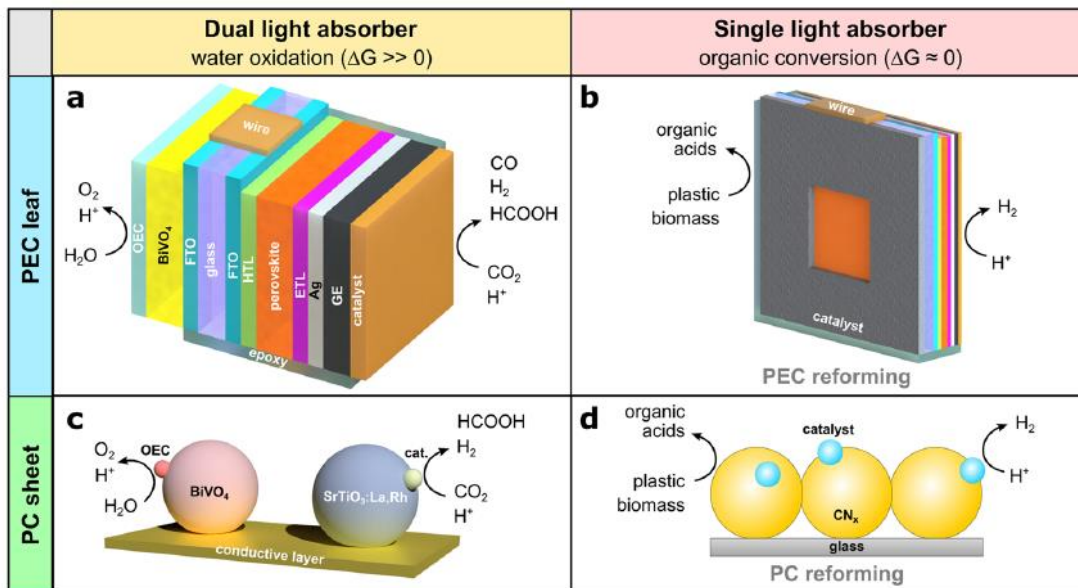 Dual light absorber
water oxidation (ΔG >> 0)
Single light absorber
organic conversion (ΔG ≈ 0)
PEC leaf
a
wire
O₂
H⁺
H₂O
OEC
BiVO₄
FTO
glass
FTO
HTL
perovskite
ETL
Ag
GE
catalyst
epoxy
CO
H₂
HCOOH
CO₂
H⁺
b
wire
organic
acids
plastic
biomass
catalyst
H₂
H⁺
PEC reforming
PC sheet
c
O₂
H⁺
H₂O
OEC
BiVO₄
SrTiO₃:La,Rh
cat.
HCOOH
H₂
CO₂
H⁺
conductive layer
d
organic
acids
plastic
biomass
catalyst
CNₓ
H₂
H⁺
glass
PC reforming